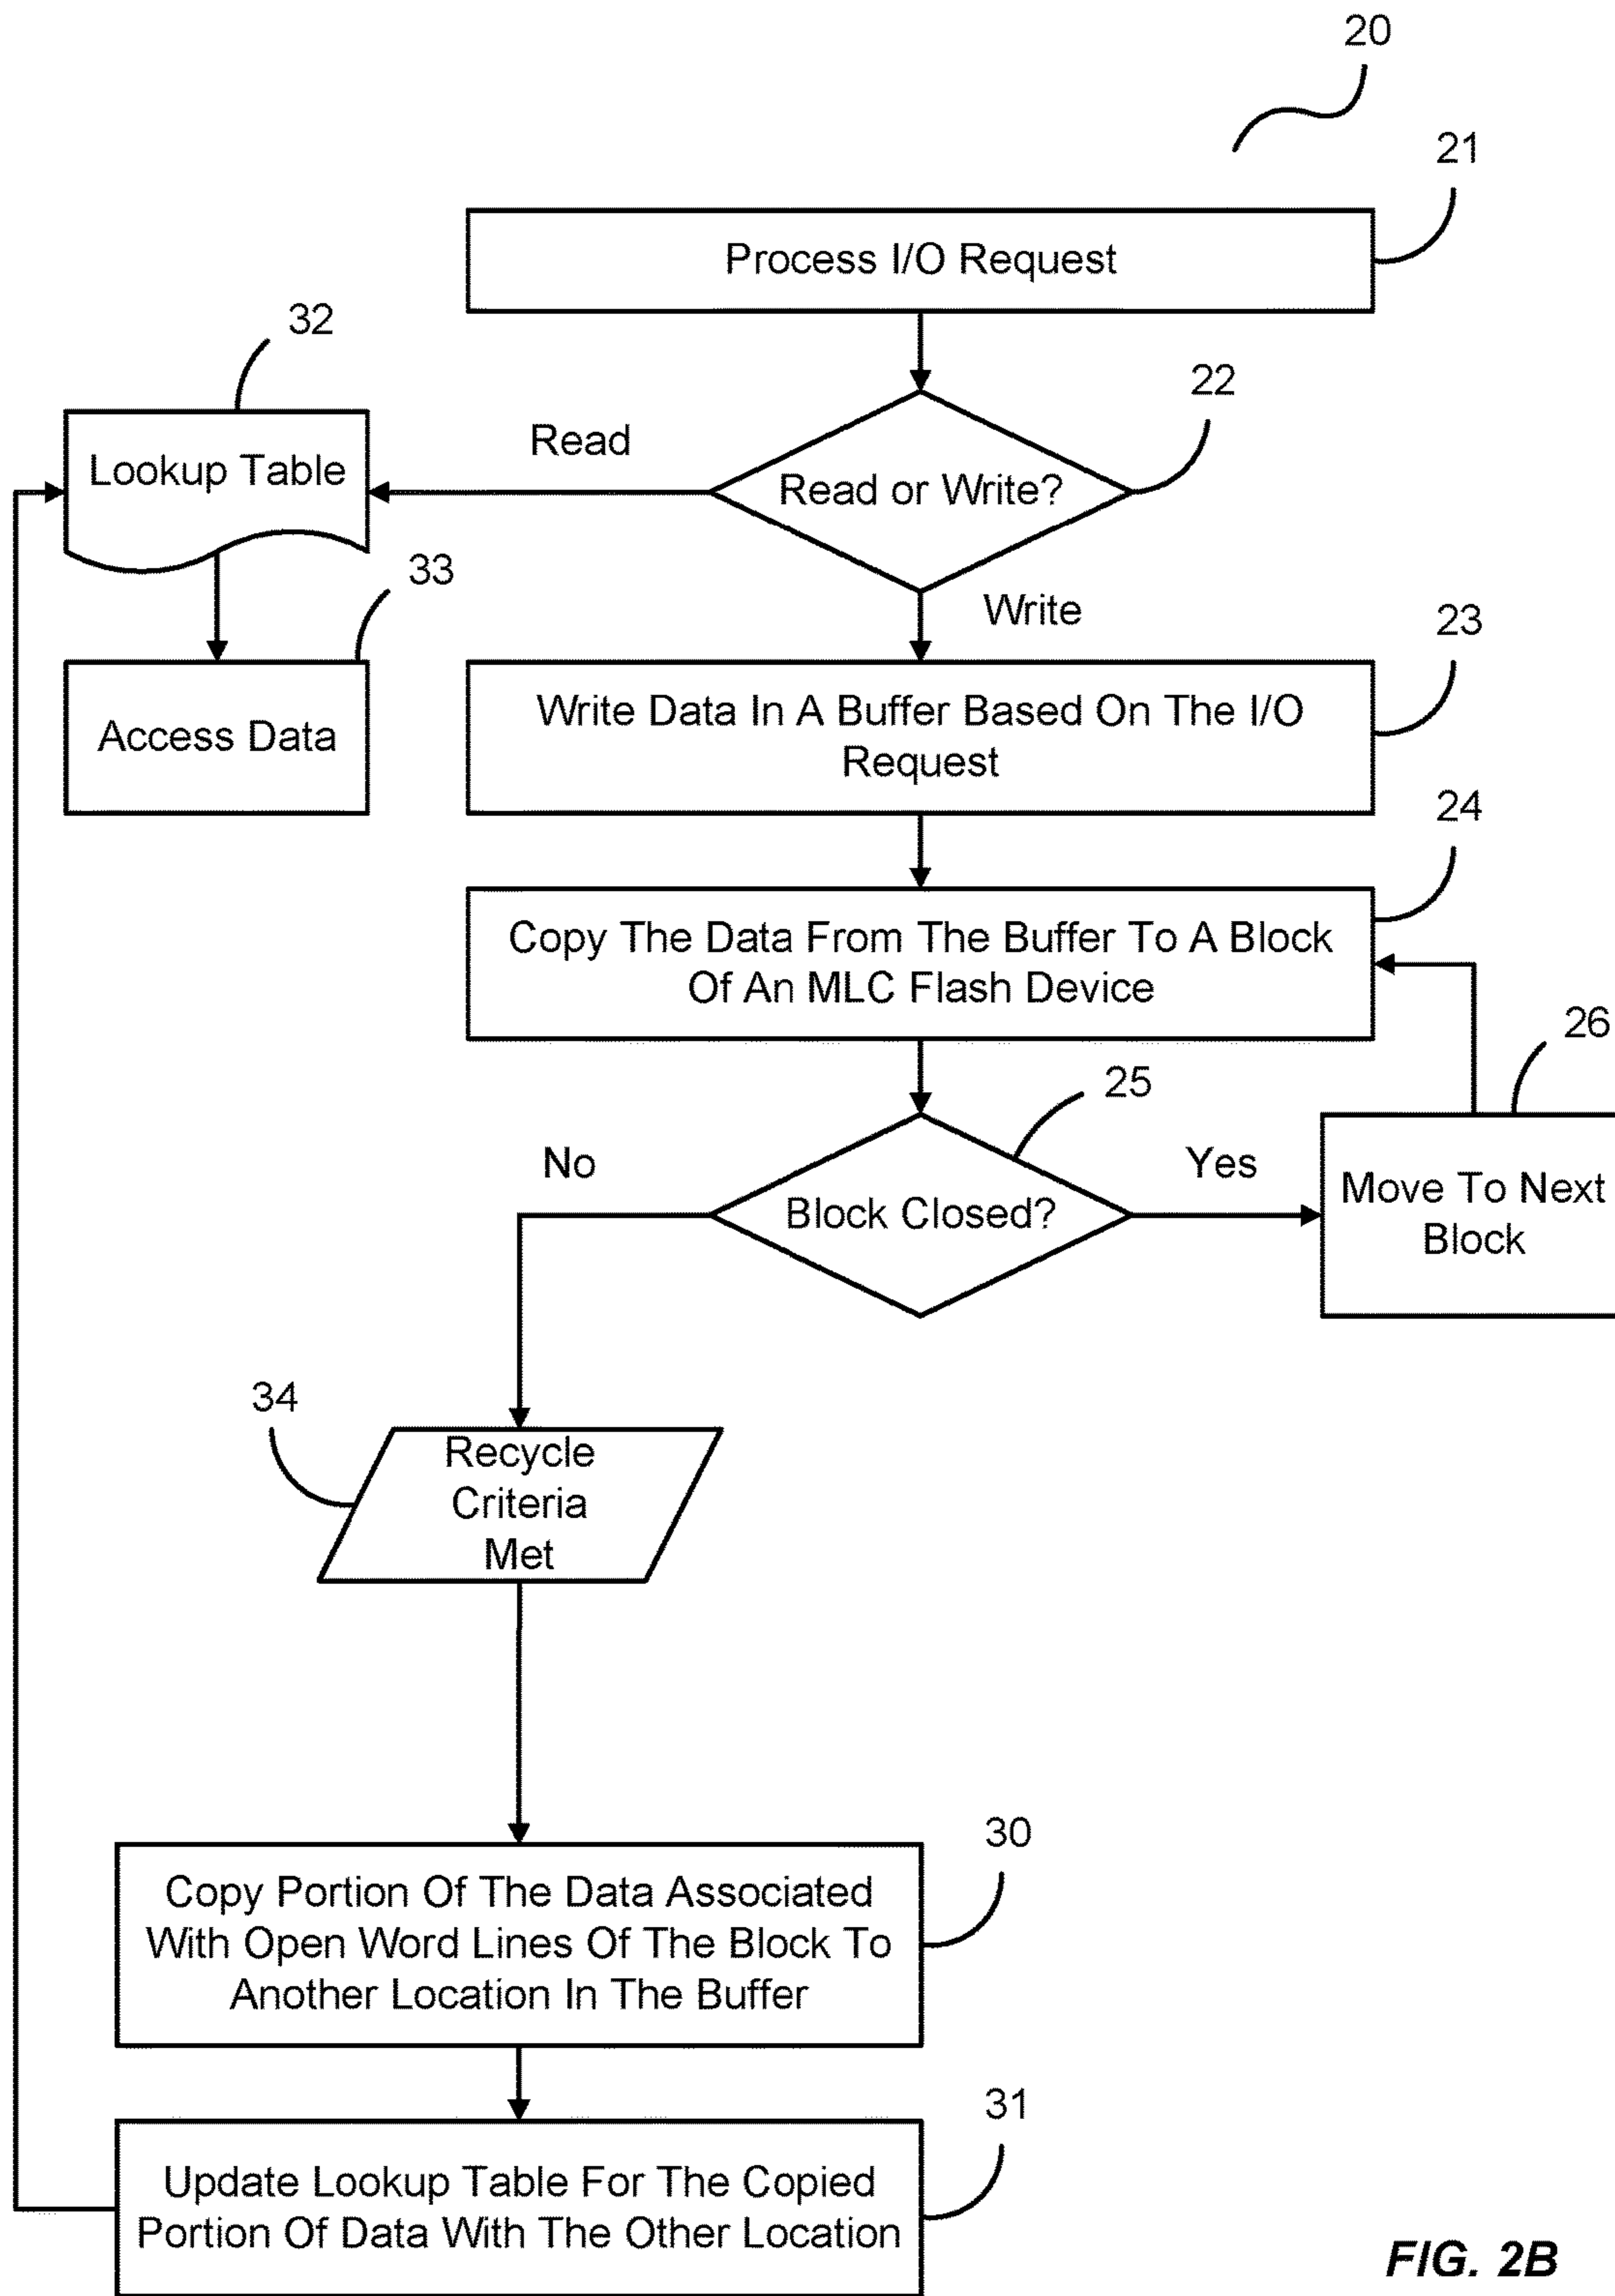 20
21
Process I/O Request
32
22
Lookup Table
Read
Read or Write?
33
Write
23
Access Data
Write Data In A Buffer Based On The I/O
Request
24
Copy The Data From The Buffer To A Block
Of An MLC Flash Device
26
25
No
Yes
Block Closed?
Move To Next
Block
34
Recycle
Criteria
Met
30
Copy Portion Of The Data Associated
With Open Word Lines Of The Block To
Another Location In The Buffer
31
Update Lookup Table For The Copied
Portion Of Data With The Other Location
FIG. 2B